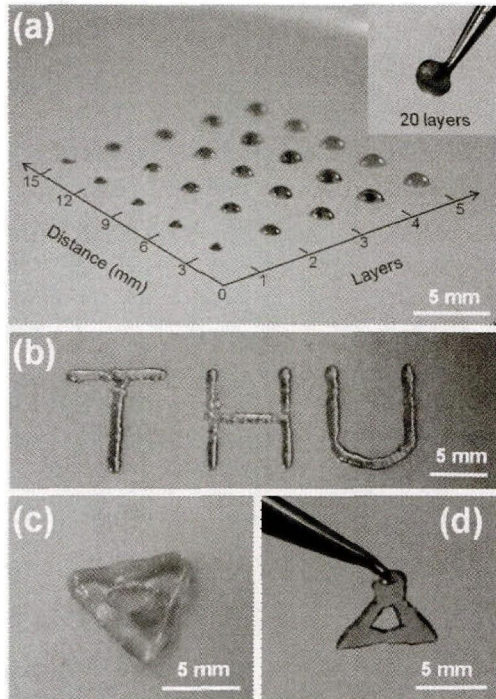 (a)
20 layers
15
12
9
6
3
0
1
2
3
4
5
Distance (mm)
Layers
5 mm
(b)
THU
5 mm
(c)
5 mm
(d)
5 mm